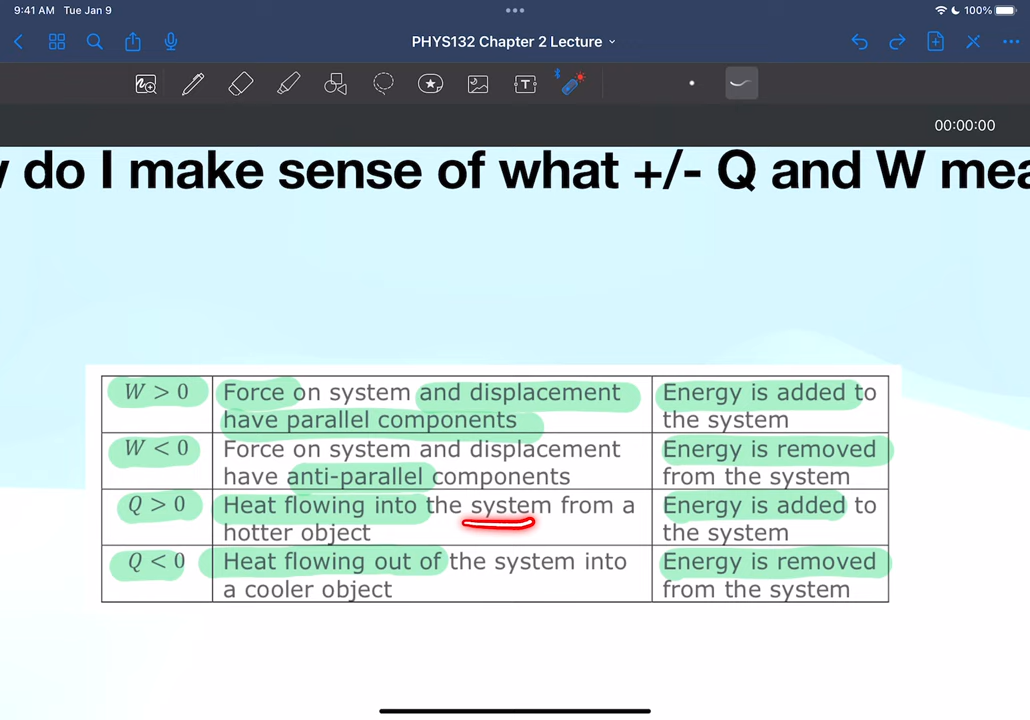 9:41 AM Tue Jan 9
100%
PHYS132 Chapter 2 Lecture
T
00:00:00
do I make sense of what +/- Q and W
W > 0
Force on system and displacement
have parallel components
Energy is added to
the system
W < 0
Force on system and displacement
have anti-parallel components
Energy is removed
from the system
Q > 0
Heat flowing into the system from a
hotter object
Energy is added to
the system
Q < 0
Heat flowing out of the system into
a cooler object
Energy is removed
from the system